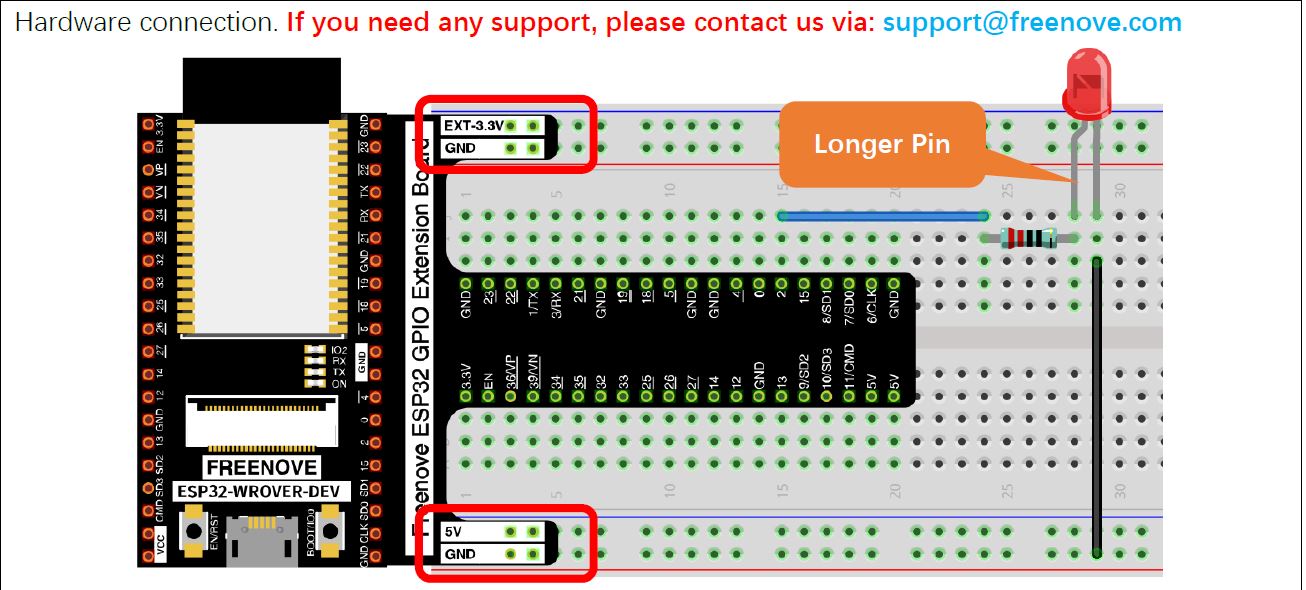 Hardware connection. If you need any support, please contact us via: support@freenove.com
EXT-3.3V
GND
Longer Pin
1 5 10 15 20 25 30
3.3V
EN
VP
VN
34
35
32
33
25
26
27
14
12
GND
13
SD2
SD3
CMD
VCC
GND
23
22
TX
RX
21
GND
19
18
5
GND
4
0
2
15
SD1
SD0
CLK
GND
IO2
RX
TX
ON
FREENOVE
ESP32-WROVER-DEV
EN/RST
BOOT/IO0
Freenove ESP32 GPIO Extension Board
GND 23 22 1/TX 3/RX 21 GND 19 18 5 GND GND 4 0 2 15 8/SD1 7/SD0 6/CLK GND
3.3V EN 36/VP 39/VN 34 35 32 33 25 26 27 14 12 GND 13 9/SD2 10/SD3 11/CMD 5V 5V
1 5 10 15 20 25 30
5V
GND